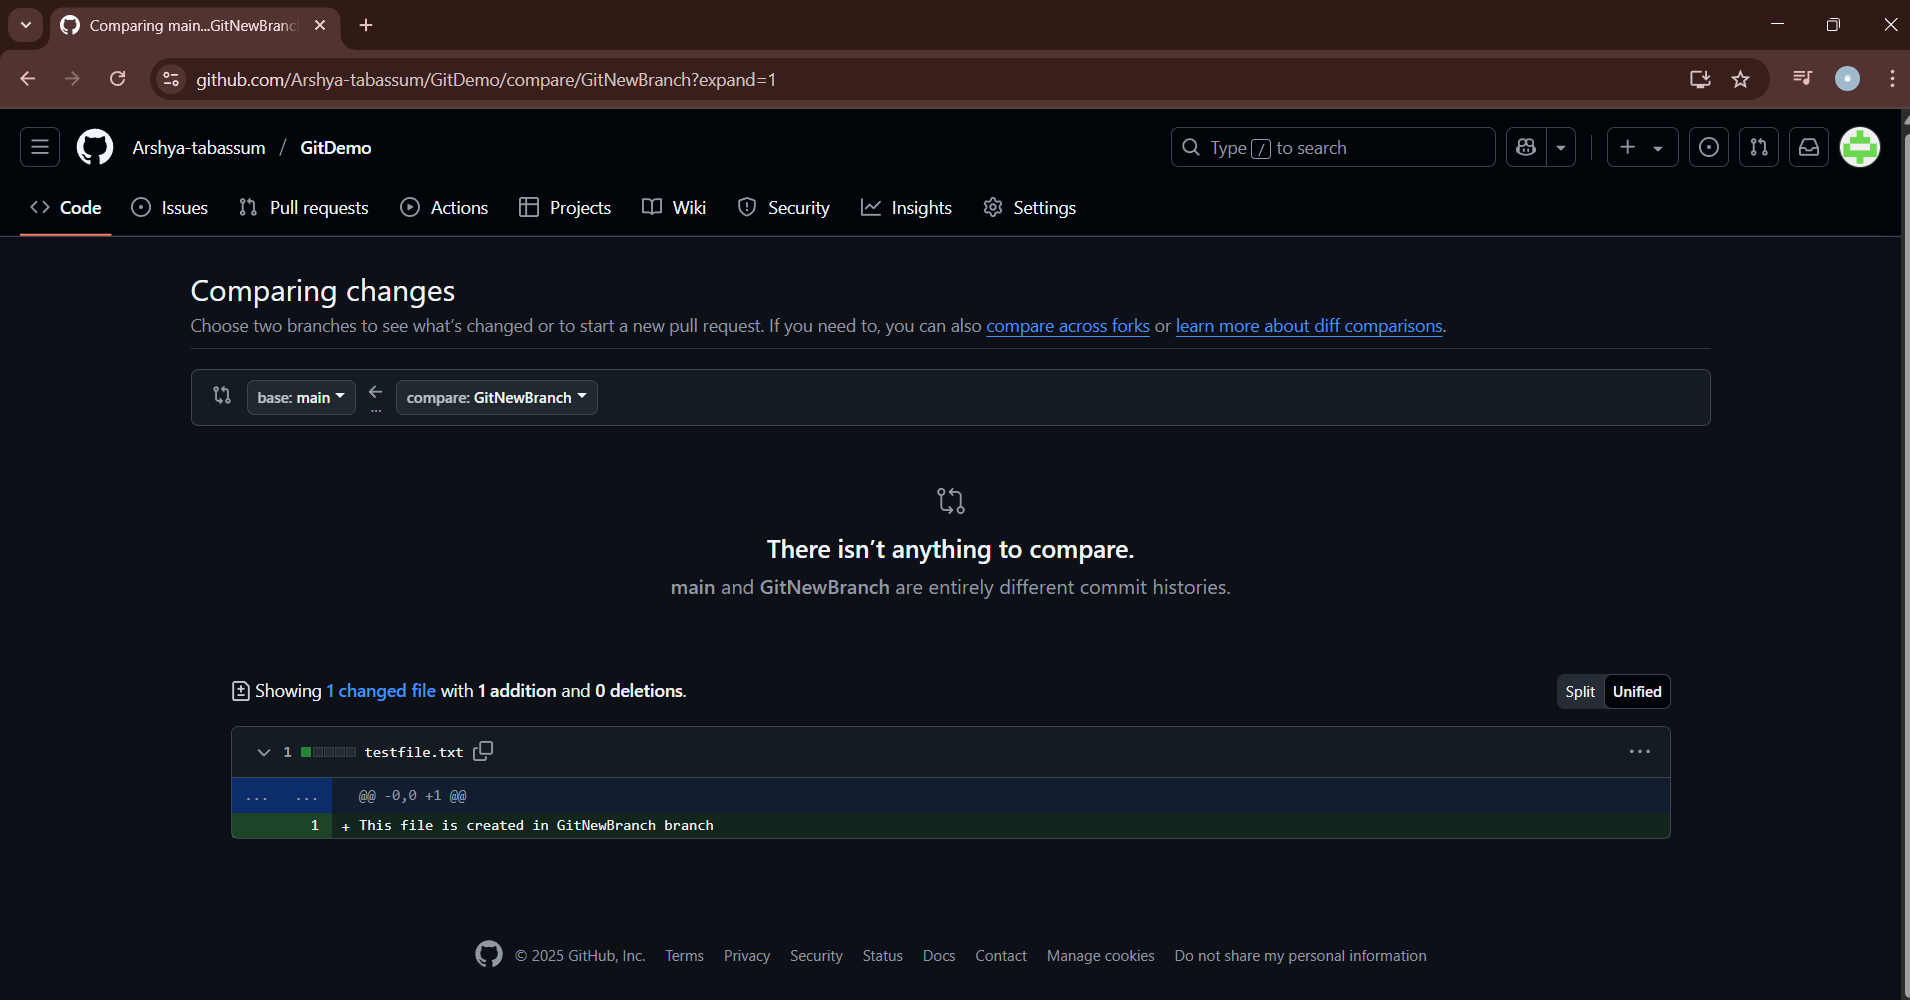 Comparing main...GitNewBranch
github.com/Arshya-tabassum/GitDemo/compare/GitNewBranch?expand=1
Arshya-tabassum / GitDemo
Type / to search
Code Issues Pull requests Actions Projects Wiki Security Insights Settings
Comparing changes
Choose two branches to see what’s changed or to start a new pull request. If you need to, you can also compare across forks or learn more about diff comparisons.
base: main ← compare: GitNewBranch
...
There isn’t anything to compare.
main and GitNewBranch are entirely different commit histories.
Showing 1 changed file with 1 addition and 0 deletions.
Split Unified
1 testfile.txt
... ... @@ -0,0 +1 @@
1 + This file is created in GitNewBranch branch
© 2025 GitHub, Inc. Terms Privacy Security Status Docs Contact Manage cookies Do not share my personal information